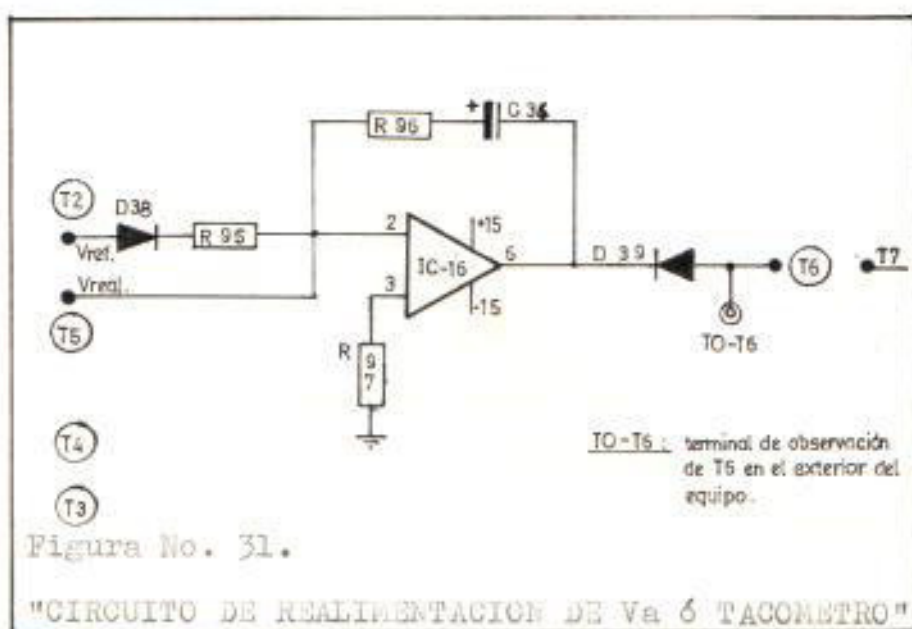 + C 34
R 96
T2
D38
R 95
2
+15
6
D 39
T6
T7
Vref.
IC-16
Vreal.
3
-15
T5
TO-T6
R 97
T4
TO-T6: terminal de observación
de T6 en el exterior del
equipo.
T3
Figura No. 31.
"CIRCUITO DE REALIMENTACION DE Va ó TACOMETRO"